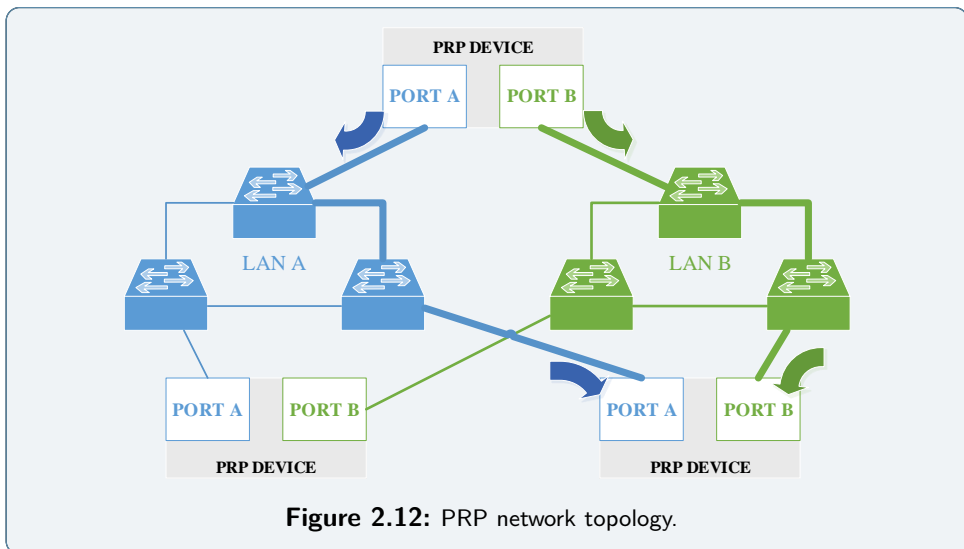 PRP DEVICE
PORT A
PORT B
LAN A
LAN B
PORT A
PORT B
PORT A
PORT B
PRP DEVICE
PRP DEVICE
Figure 2.12: PRP network topology.